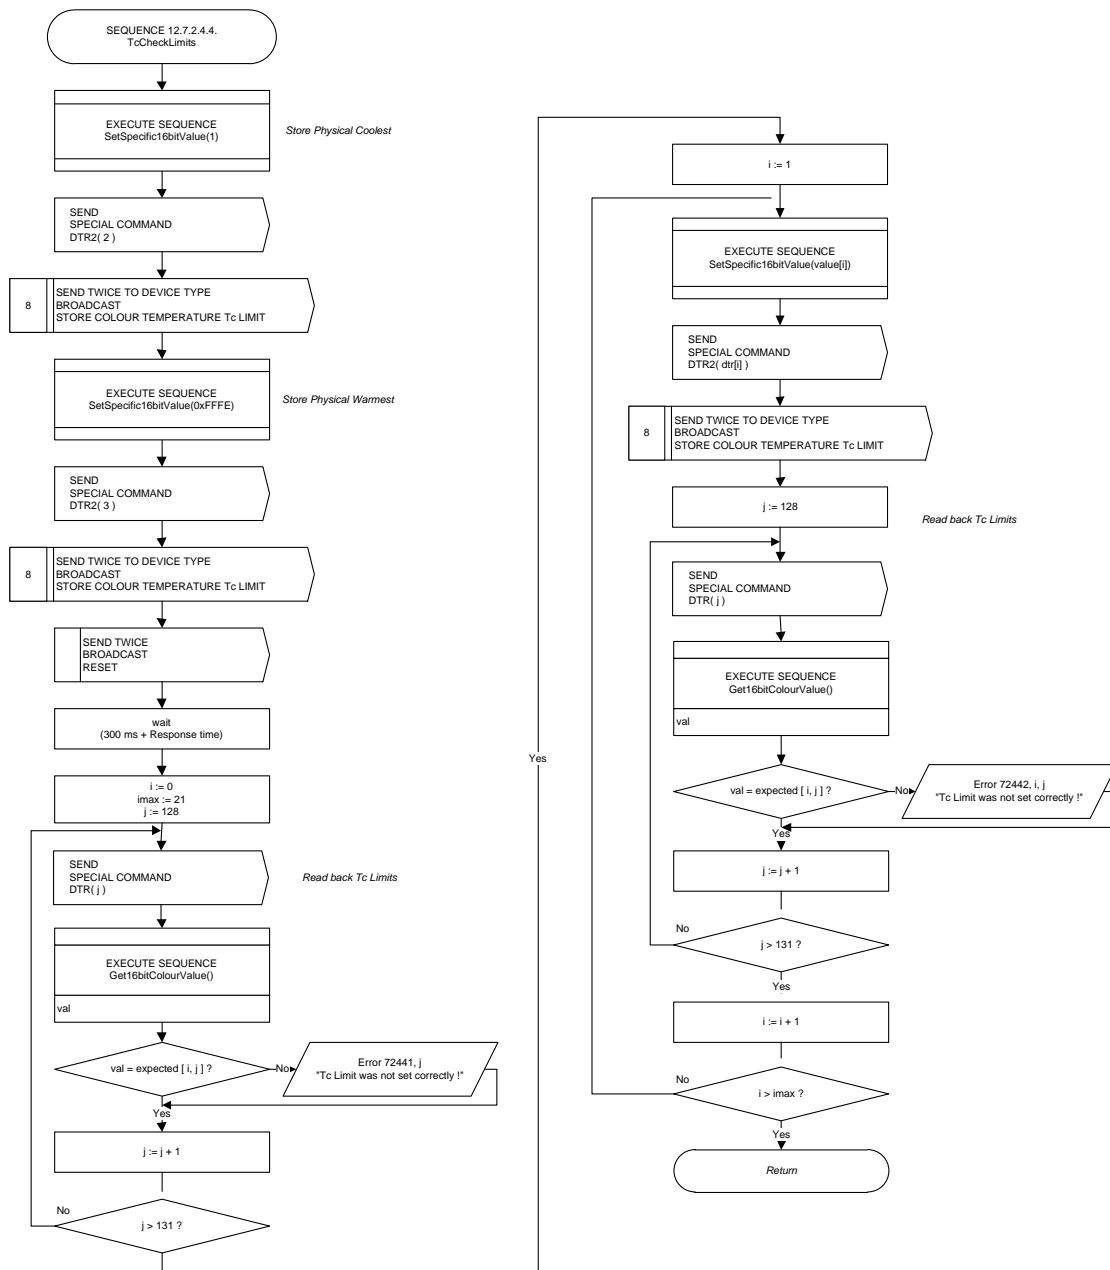 SEQUENCE 12.7.2.4.4.
TcCheckLimits
EXECUTE SEQUENCE
SetSpecific16bitValue(1)
Store Physical Coolest
SEND
SPECIAL COMMAND
DTR2( 2 )
8
SEND TWICE TO DEVICE TYPE
BROADCAST
STORE COLOUR TEMPERATURE Tc LIMIT
EXECUTE SEQUENCE
SetSpecific16bitValue(0xFFFE)
Store Physical Warmest
SEND
SPECIAL COMMAND
DTR2( 3 )
8
SEND TWICE TO DEVICE TYPE
BROADCAST
STORE COLOUR TEMPERATURE Tc LIMIT
SEND TWICE
BROADCAST
RESET
wait
(300 ms + Response time)
i := 0
imax := 21
j := 128
SEND
SPECIAL COMMAND
DTR( j )
Read back Tc Limits
EXECUTE SEQUENCE
Get16bitColourValue()
val
val = expected [ i, j ] ?
No
Error 72441, j
"Tc Limit was not set correctly !"
Yes
j := j + 1
No
j > 131 ?
Yes
i := 1
EXECUTE SEQUENCE
SetSpecific16bitValue(value[i])
SEND
SPECIAL COMMAND
DTR2( dtr[i] )
8
SEND TWICE TO DEVICE TYPE
BROADCAST
STORE COLOUR TEMPERATURE Tc LIMIT
j := 128
Read back Tc Limits
SEND
SPECIAL COMMAND
DTR( j )
EXECUTE SEQUENCE
Get16bitColourValue()
val
val = expected [ i, j ] ?
No
Error 72442, i, j
"Tc Limit was not set correctly !"
Yes
j := j + 1
No
j > 131 ?
Yes
i := i + 1
No
i > imax ?
Yes
Return